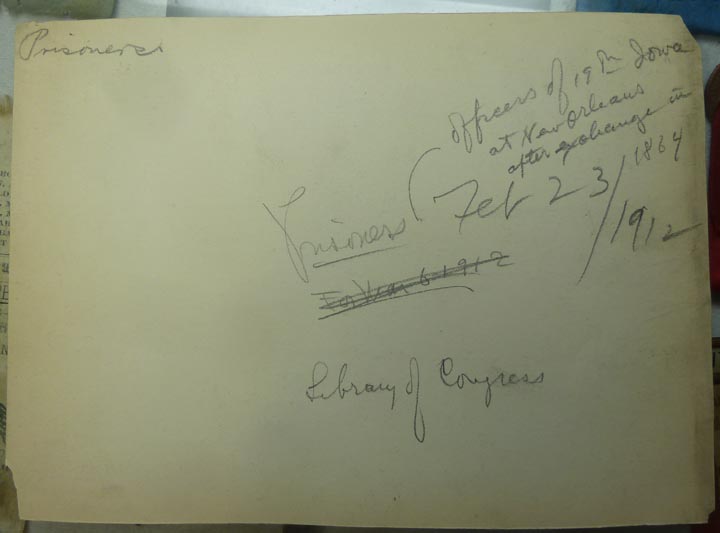 Prisoners
officers of 19th Iowa
at New Orleans
after exchange in
1864
Prisoners ( Feb 23/1912
Library of Congress